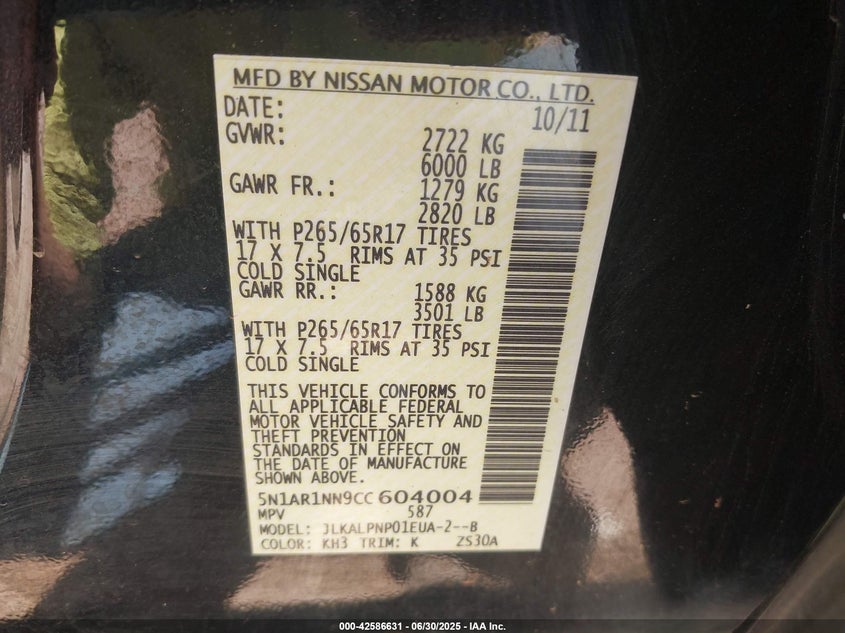 MFD BY NISSAN MOTOR CO., LTD.
DATE: 10/11
GVWR: 2722 KG
6000 LB
GAWR FR.: 1279 KG
2820 LB
WITH P265/65R17 TIRES
17 X 7.5 RIMS AT 35 PSI
COLD SINGLE
GAWR RR.: 1588 KG
3501 LB
WITH P265/65R17 TIRES
17 X 7.5 RIMS AT 35 PSI
COLD SINGLE
THIS VEHICLE CONFORMS TO
ALL APPLICABLE FEDERAL
MOTOR VEHICLE SAFETY AND
THEFT PREVENTION
STANDARDS IN EFFECT ON
THE DATE OF MANUFACTURE
SHOWN ABOVE.
5N1AR1NN9CC604004
MPV 587
MODEL: JLKALPNP01EUA-2--B
COLOR: KH3 TRIM: K ZS30A
000-42586631 - 06/30/2025 - IAA Inc.